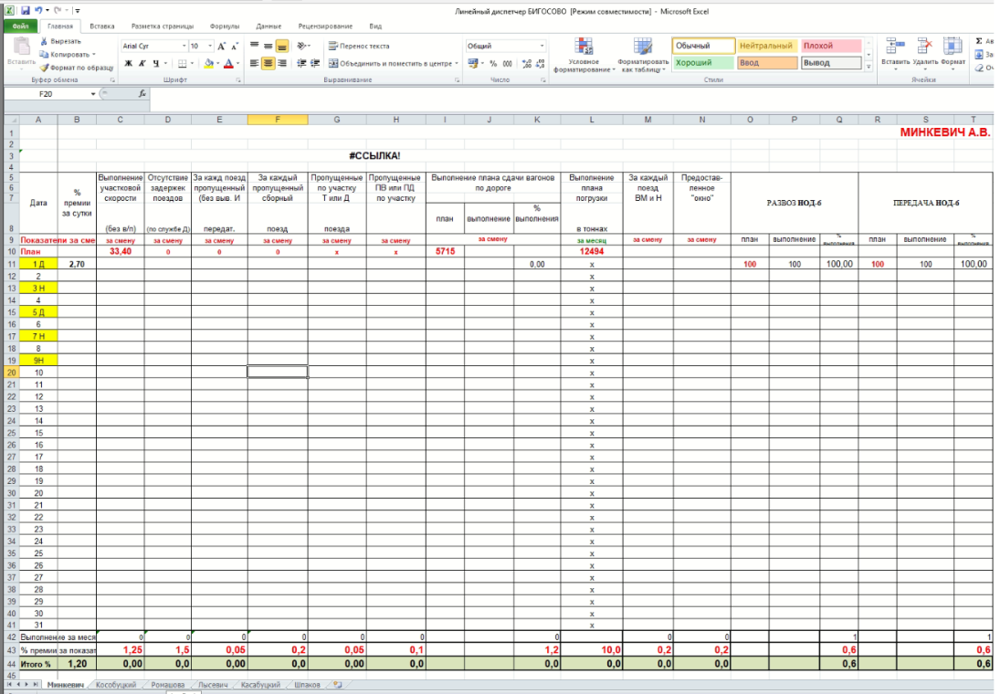 Линейный диспетчер БИГОСОВО [Режим совместимости] - Microsoft Excel
Файл Главная Вставка Разметка страницы Формулы Данные Рецензирование Вид
Вставить Вырезать Копировать Формат по образцу Буфер обмена
Arial Cyr 10 Ж К Ч Шрифт
Перенос текста Объединить и поместить в центре Выравнивание
Общий % 000 Число
Условное форматирование Форматировать как таблицу Обычный Нейтральный Плохой Хороший Ввод Вывод Стили
Вставить Удалить Формат Ячейки
F20 fx
A B C D E F G H I J K L M N O P Q R S T
1 МИНКЕВИЧ А.В.
2
3 #ССЫЛКА!
4
5 Выполнение Отсутствие За кажд поезд За каждый Пропущенные Пропущенные Выполнение плана сдачи вагонов Выполнение За каждый Предостав-
6 участковой задержек пропущенный пропущенный по участку ПВ или ПД по дороге плана поезд ленное
7 Дата % премии за сутки скорости поездов (без выв. И сборный Т или Д по участку погрузки ВМ и Н "окно" РАЗВОЗ НОД-6 ПЕРЕДАЧА НОД-6
план выполнение % выполнения
8 (без в/п) (по службе Д) передат. поезд поезда в тоннах
9 Показатели за сме за смену за смену за смену за смену за смену за смену за смену за месяц за смену за смену план выполнение % выполнения план выполнение % выполнения
10 План 33,40 0 0 0 x x 5715 12494
11 1 Д 2,70 0,00 x 100 100 100,00 100 100 100,00
12 2 x
13 3 Н x
14 4 x
15 5 Д x
16 6 x
17 7 Н x
18 8 x
19 9Н x
20 10 x
21 11 x
22 12 x
23 13 x
24 14 x
25 15 x
26 16 x
27 17 x
28 18 x
29 19 x
30 20 x
31 21 x
32 22 x
33 23 x
34 24 x
35 25 x
36 26 x
37 27 x
38 28 x
39 29 x
40 30 x
41 31 x
42 Выполнение за меся 0 0 0 0 0 0 0 0 0 0 1 1
43 % премии за показат 1,25 1,5 0,05 0,2 0,05 0,1 1,2 10,0 0,2 0,2 0,6 0,6
44 Итого % 1,20 0,00 0,0 0,00 0,0 0,00 0,0 0,0 0,0 0,0 0,0 0,6 0,6
45
Минкевич Кособуцкий Ромашова Лысевич Касабуцкий Шпаков